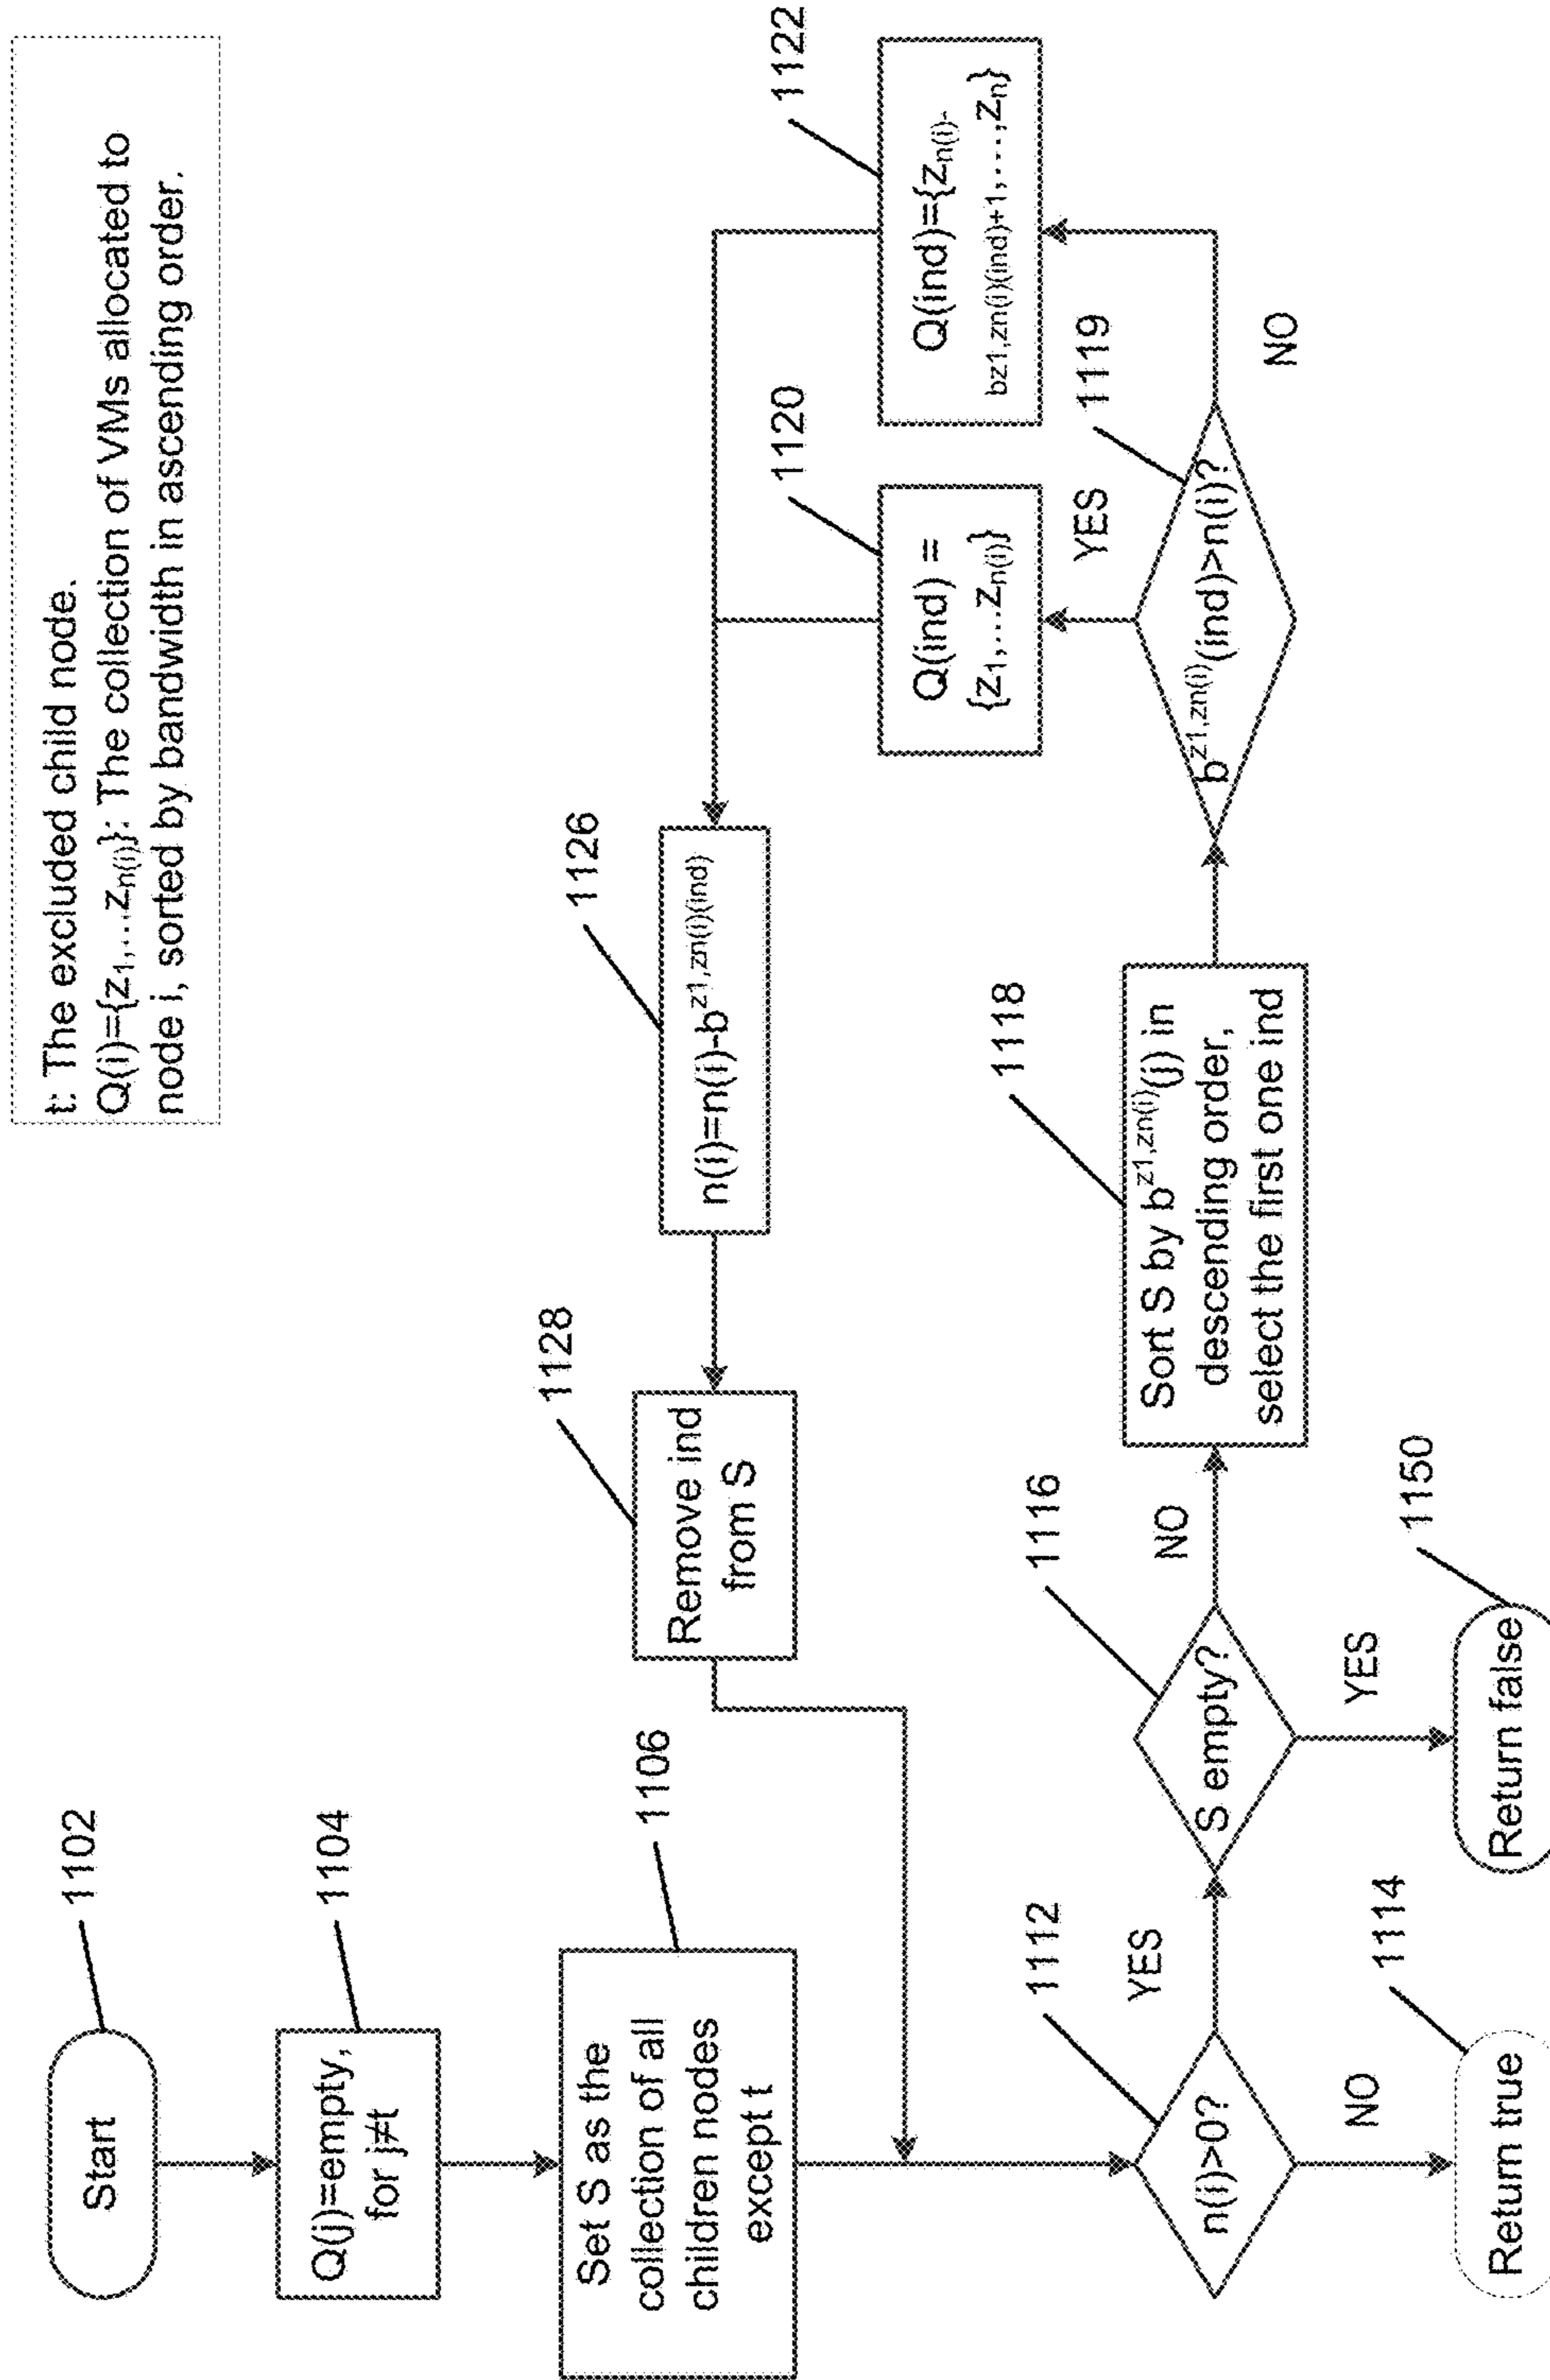 t: The excluded child node.
Q(i)={z1,...zn(i)}: The collection of VMs allocated to
node i, sorted by bandwidth in ascending order.
Start
1102
Q(j)=empty,
for j≠t
1104
Set S as the
collection of all
children nodes
except t
1106
n(i)>0?
1112
YES
NO
Return true
1114
S empty?
1116
NO
YES
Return false
1150
Sort S by b^z1,zn(i)(j) in
descending order,
select the first one ind
1118
b^z1,zn(i)(ind)>n(i)?
1119
YES
NO
Q(ind) =
{z1,...zn(i)}
1120
Q(ind)={zn(i)-
bz1,zn(i)(ind)+1,...,zn}
1122
n(i)=n(i)-b^z1,zn(i)(ind)
1126
Remove ind
from S
1128